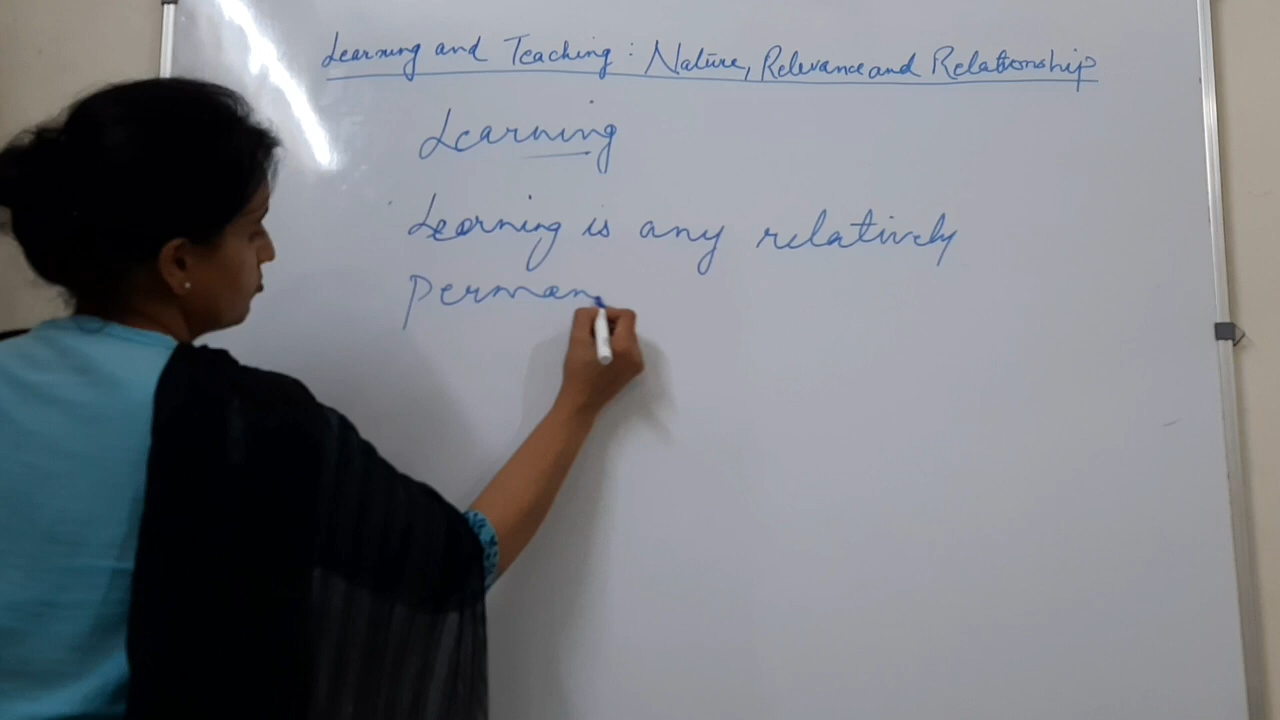 Learning and Teaching : Nature, Relevance and Relationship
Learning
Learning is any relatively
perman